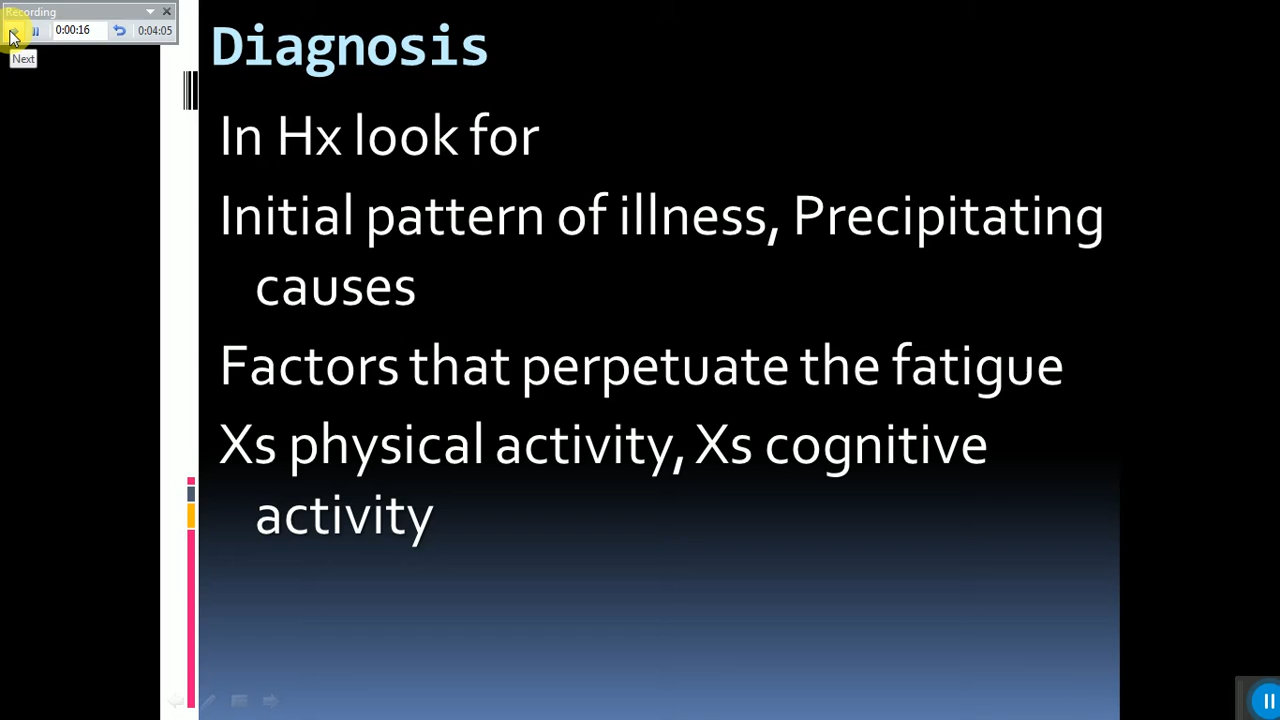 Recording
0:00:16
0:04:05
Next
Diagnosis
In Hx look for
Initial pattern of illness, Precipitating
causes
Factors that perpetuate the fatigue
Xs physical activity, Xs cognitive
activity